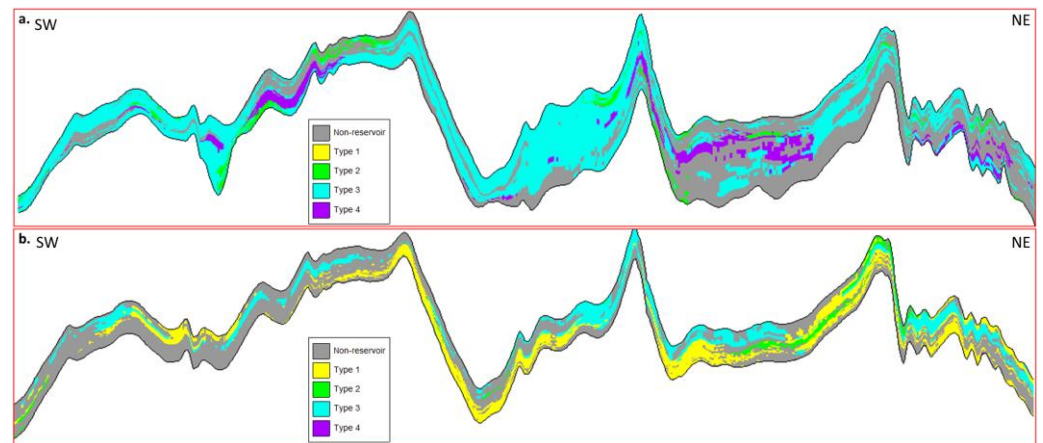 a. SW
NE
Non-reservoir
Type 1
Type 2
Type 3
Type 4
b. SW
NE
Non-reservoir
Type 1
Type 2
Type 3
Type 4